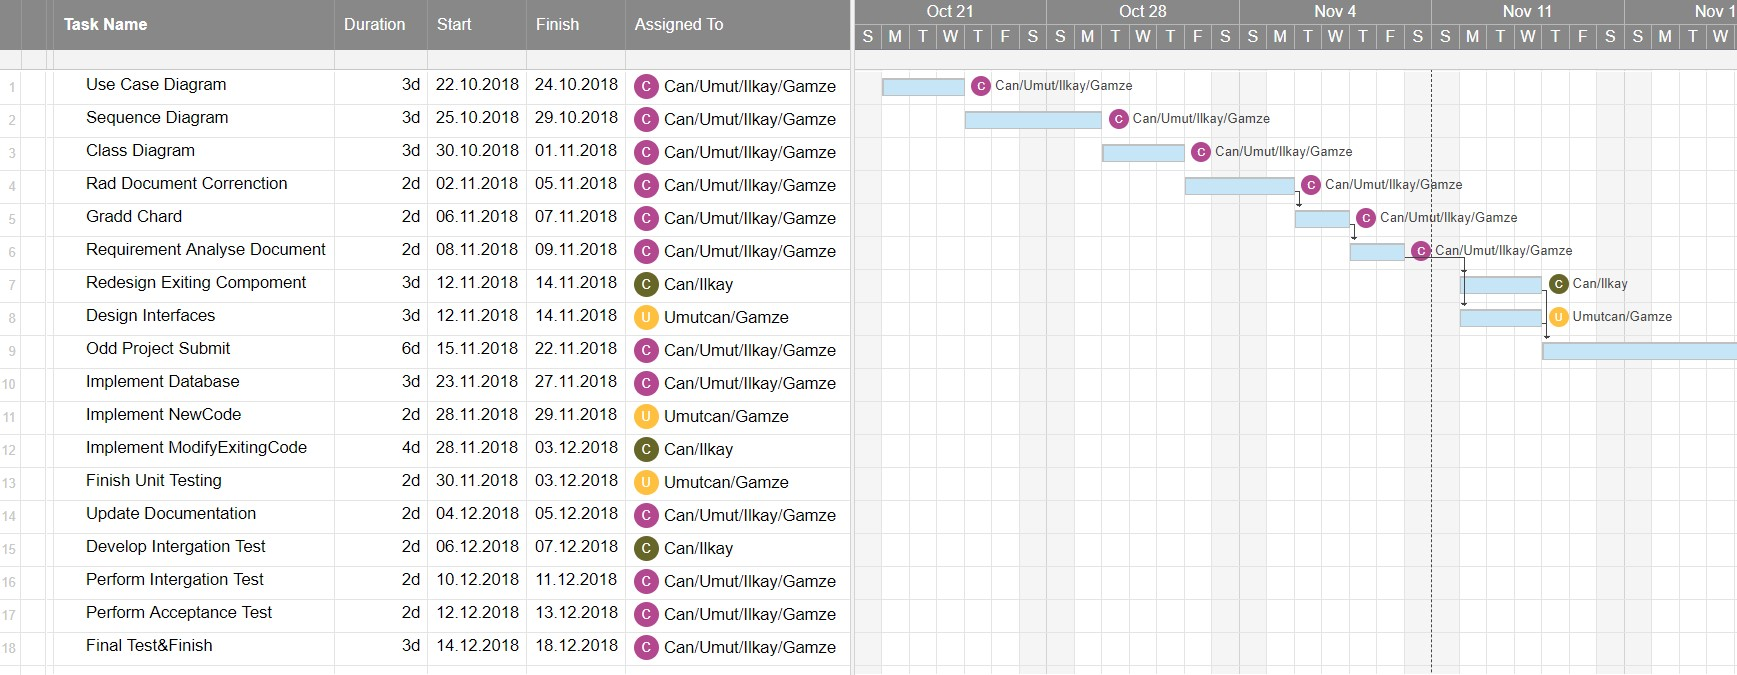 Task Name Duration Start Finish Assigned To
Oct 21 Oct 28 Nov 4 Nov 11 Nov 1
S M T W T F S S M T W T F S S M T W T F S S M T W T F S S M T W
1 Use Case Diagram 3d 22.10.2018 24.10.2018 C Can/Umut/Ilkay/Gamze C Can/Umut/Ilkay/Gamze
2 Sequence Diagram 3d 25.10.2018 29.10.2018 C Can/Umut/Ilkay/Gamze C Can/Umut/Ilkay/Gamze
3 Class Diagram 3d 30.10.2018 01.11.2018 C Can/Umut/Ilkay/Gamze C Can/Umut/Ilkay/Gamze
4 Rad Document Correnction 2d 02.11.2018 05.11.2018 C Can/Umut/Ilkay/Gamze C Can/Umut/Ilkay/Gamze
5 Gradd Chard 2d 06.11.2018 07.11.2018 C Can/Umut/Ilkay/Gamze C Can/Umut/Ilkay/Gamze
6 Requirement Analyse Document 2d 08.11.2018 09.11.2018 C Can/Umut/Ilkay/Gamze C Can/Umut/Ilkay/Gamze
7 Redesign Exiting Compoment 3d 12.11.2018 14.11.2018 C Can/Ilkay C Can/Ilkay
8 Design Interfaces 3d 12.11.2018 14.11.2018 U Umutcan/Gamze U Umutcan/Gamze
9 Odd Project Submit 6d 15.11.2018 22.11.2018 C Can/Umut/Ilkay/Gamze
10 Implement Database 3d 23.11.2018 27.11.2018 C Can/Umut/Ilkay/Gamze
11 Implement NewCode 2d 28.11.2018 29.11.2018 U Umutcan/Gamze
12 Implement ModifyExitingCode 4d 28.11.2018 03.12.2018 C Can/Ilkay
13 Finish Unit Testing 2d 30.11.2018 03.12.2018 U Umutcan/Gamze
14 Update Documentation 2d 04.12.2018 05.12.2018 C Can/Umut/Ilkay/Gamze
15 Develop Intergation Test 2d 06.12.2018 07.12.2018 C Can/Ilkay
16 Perform Intergation Test 2d 10.12.2018 11.12.2018 C Can/Umut/Ilkay/Gamze
17 Perform Acceptance Test 2d 12.12.2018 13.12.2018 C Can/Umut/Ilkay/Gamze
18 Final Test&Finish 3d 14.12.2018 18.12.2018 C Can/Umut/Ilkay/Gamze